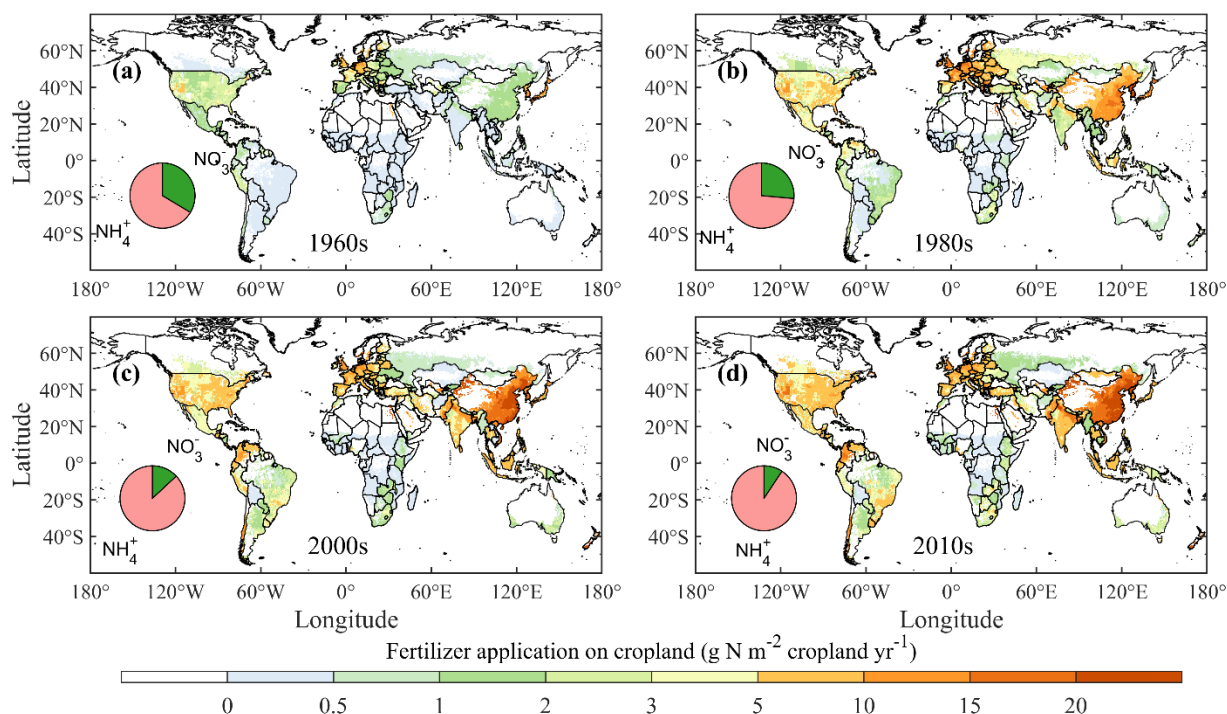 60°N
40°N
20°N
0°
20°S
40°S
Latitude
(a)
NO₃⁻
NH₄⁺
1960s
180° 120°W 60°W 0° 60°E 120°E 180°
60°N
40°N
20°N
0°
20°S
40°S
(b)
NO₃⁻
NH₄⁺
1980s
180° 120°W 60°W 0° 60°E 120°E 180°
60°N
40°N
20°N
0°
20°S
40°S
Latitude
(c)
NO₃⁻
NH₄⁺
2000s
180° 120°W 60°W 0° 60°E 120°E 180°
Longitude
60°N
40°N
20°N
0°
20°S
40°S
(d)
NO₃⁻
NH₄⁺
2010s
180° 120°W 60°W 0° 60°E 120°E 180°
Longitude
Fertilizer application on cropland (g N m⁻² cropland yr⁻¹)
0 0.5 1 2 3 5 10 15 20